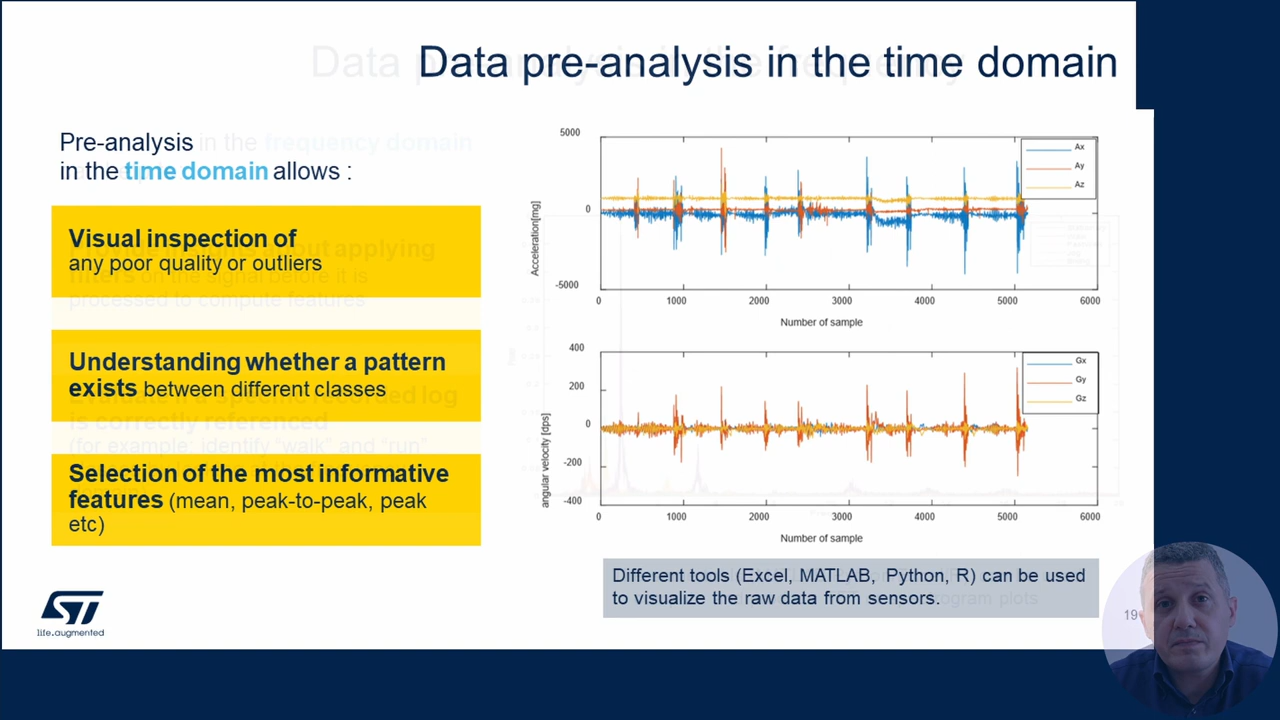 Data pre-analysis in the time domain
Pre-analysis
in the time domain allows :
Visual inspection of
any poor quality or outliers
Understanding whether a pattern
exists between different classes
Selection of the most informative
features (mean, peak-to-peak, peak
etc)
5000
0
-5000
Acceleration[mg]
Ax
Ay
Az
0 1000 2000 3000 4000 5000 6000
Number of sample
400
200
0
-200
-400
angular velocity [dps]
Gx
Gy
Gz
0 1000 2000 3000 4000 5000 6000
Number of sample
Different tools (Excel, MATLAB, Python, R) can be used
to visualize the raw data from sensors.
ST
life.augmented